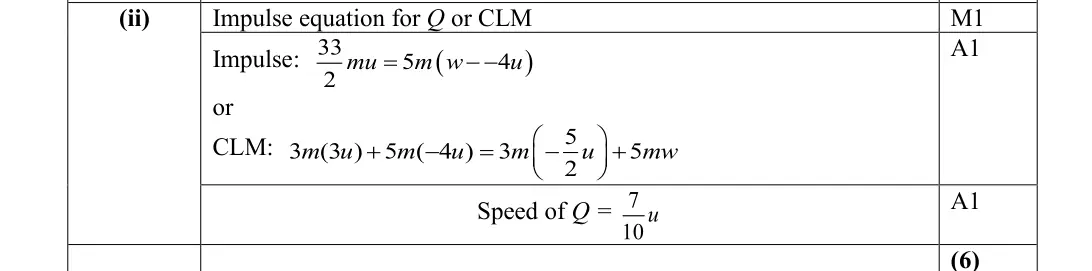 (ii) Impulse equation for Q or CLM M1
Impulse: 33/2 mu = 5m(w − −4u) A1
or
CLM: 3m(3u) + 5m(−4u) = 3m(−5/2 u) + 5mw
Speed of Q = 7/10 u A1
(6)